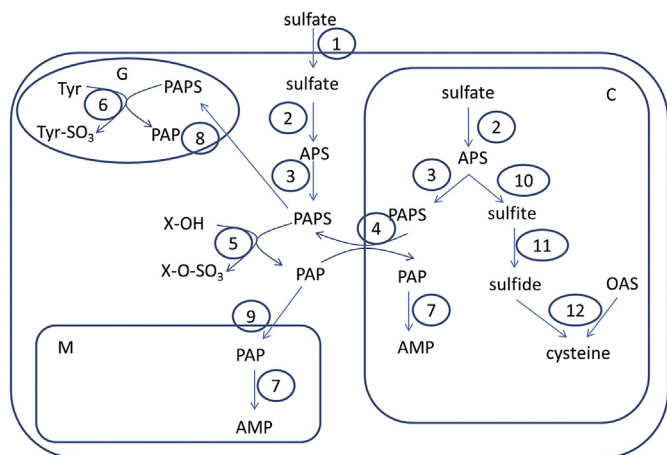 sulfate
1
sulfate
2
APS
3
PAPS
G
Tyr
PAPS
6
Tyr-SO3
PAP
8
X-OH
5
X-O-SO3
PAP
4
9
M
PAP
7
AMP
C
sulfate
2
APS
3
10
PAPS
sulfite
11
PAP
sulfide
OAS
7
12
AMP
cysteine